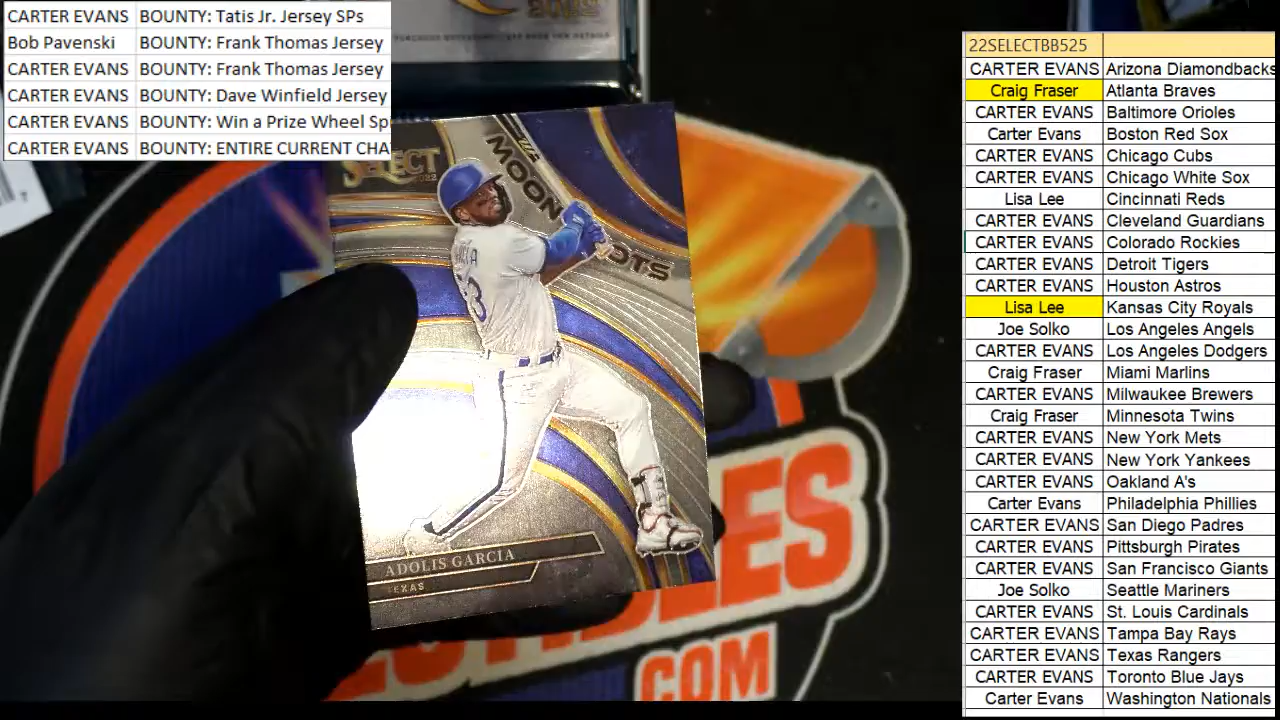 CARTER EVANS BOUNTY: Tatis Jr. Jersey SPs
Bob Pavenski BOUNTY: Frank Thomas Jersey
CARTER EVANS BOUNTY: Frank Thomas Jersey
CARTER EVANS BOUNTY: Dave Winfield Jersey
CARTER EVANS BOUNTY: Win a Prize Wheel Sp
CARTER EVANS BOUNTY: ENTIRE CURRENT CHA
22SELECTBB525
CARTER EVANS Arizona Diamondbacks
Craig Fraser Atlanta Braves
CARTER EVANS Baltimore Orioles
Carter Evans Boston Red Sox
CARTER EVANS Chicago Cubs
CARTER EVANS Chicago White Sox
Lisa Lee Cincinnati Reds
CARTER EVANS Cleveland Guardians
CARTER EVANS Colorado Rockies
CARTER EVANS Detroit Tigers
CARTER EVANS Houston Astros
Lisa Lee Kansas City Royals
Joe Solko Los Angeles Angels
CARTER EVANS Los Angeles Dodgers
Craig Fraser Miami Marlins
CARTER EVANS Milwaukee Brewers
Craig Fraser Minnesota Twins
CARTER EVANS New York Mets
CARTER EVANS New York Yankees
CARTER EVANS Oakland A's
Carter Evans Philadelphia Phillies
CARTER EVANS San Diego Padres
CARTER EVANS Pittsburgh Pirates
CARTER EVANS San Francisco Giants
Joe Solko Seattle Mariners
CARTER EVANS St. Louis Cardinals
CARTER EVANS Tampa Bay Rays
CARTER EVANS Texas Rangers
CARTER EVANS Toronto Blue Jays
Carter Evans Washington Nationals
SELECT
2022
MOON
OTS
53
ADOLIS GARCIA
TEXAS
COM